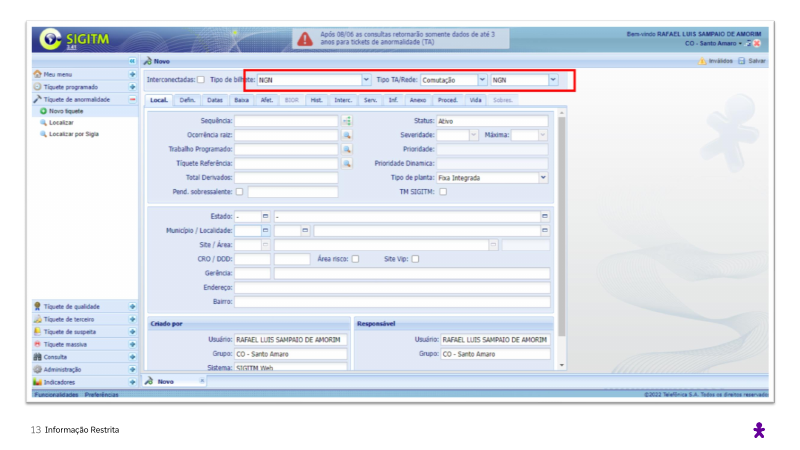 SIGITM
3.41
Após 08/06 as consultas retornarão somente dados de até 3
anos para tickets de anormalidade (TA)
Bem-vindo RAFAEL LUIS SAMPAIO DE AMORIM
CO - Santo Amaro
Novo
Inválidos Salvar
Meu menu
Tíquete programado
Tíquete de anormalidade
Novo tíquete
Localizar
Localizar por Sigla
Interconectadas: Tipo de bilhete: NGN Tipo TA/Rede: Comutação NGN
Local. Defin. Datas Baixa Afet. BIOR Hist. Interc. Serv. Inf. Anexo Proced. Vida Sobres.
Sequência: Status: Ativo
Ocorrência raiz: Severidade: Máxima:
Trabalho Programado: Prioridade:
Tíquete Referência: Prioridade Dinamica:
Total Derivados: Tipo de planta: Fixa Integrada
Pend. sobressalente: TM SIGITM:
Estado: - -
Município / Localidade:
Site / Área:
CRO / DDD: Área risco: Site Vip:
Gerência:
Endereço:
Bairro:
Criado por Responsável
Usuário: RAFAEL LUIS SAMPAIO DE AMORIM Usuário: RAFAEL LUIS SAMPAIO DE AMORIM
Grupo: CO - Santo Amaro Grupo: CO - Santo Amaro
Sistema: SIGITM Web
Tíquete de qualidade
Tíquete de terceiro
Tíquete de suspeita
Tíquete massiva
Consulta
Administração
Indicadores
Novo
Funcionalidades Preferências
©2022 Telefônica S.A. Todos os direitos reservado
13 Informação Restrita